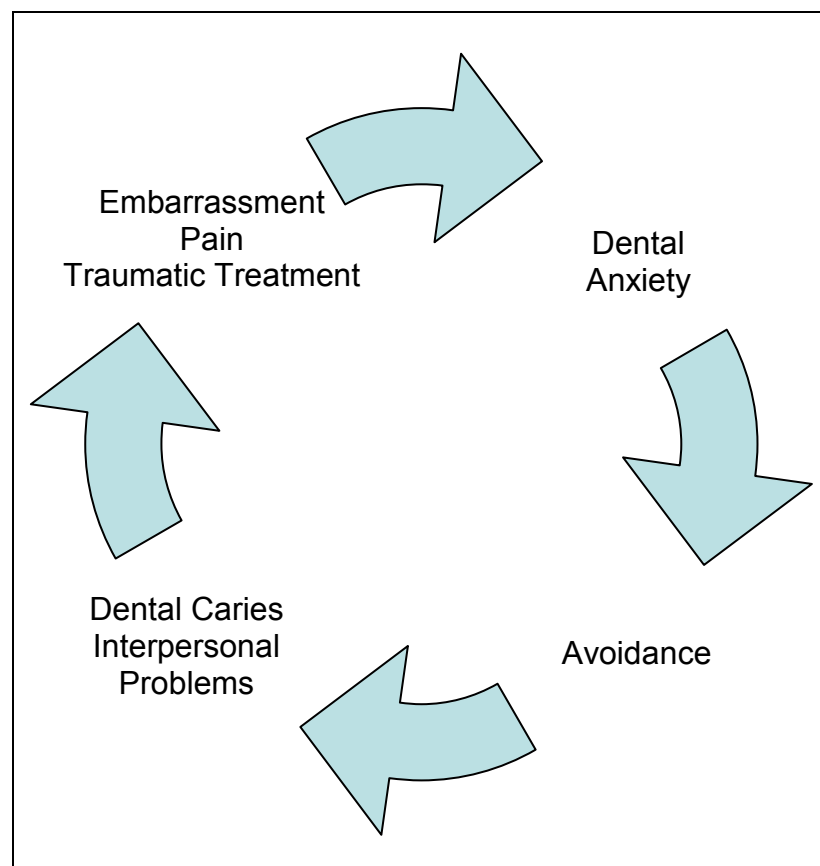 Embarrassment
Pain
Traumatic Treatment
Dental
Anxiety
Avoidance
Dental Caries
Interpersonal
Problems